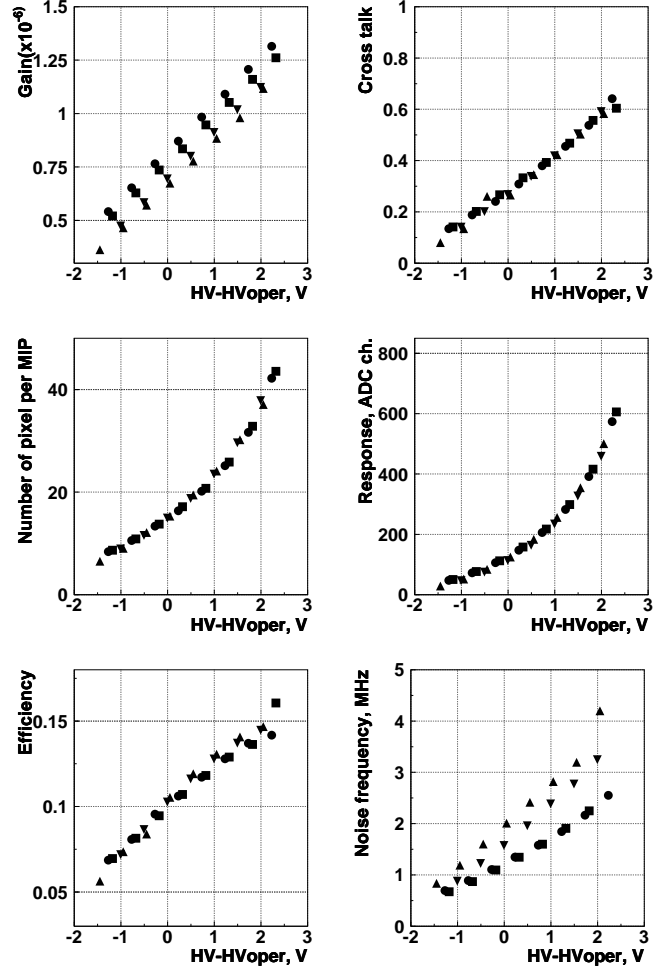 Gain(x10⁻⁶)
1.5
1.25
1
0.75
0.5
-2 -1 0 1 2 3
HV-HVoper, V
Cross talk
1
0.8
0.6
0.4
0.2
0
-2 -1 0 1 2 3
HV-HVoper, V
Number of pixel per MIP
40
20
0
-2 -1 0 1 2 3
HV-HVoper, V
Response, ADC ch.
800
600
400
200
0
-2 -1 0 1 2 3
HV-HVoper, V
Efficiency
0.15
0.1
0.05
-2 -1 0 1 2 3
HV-HVoper, V
Noise frequency, MHz
5
4
3
2
1
0
-2 -1 0 1 2 3
HV-HVoper, V